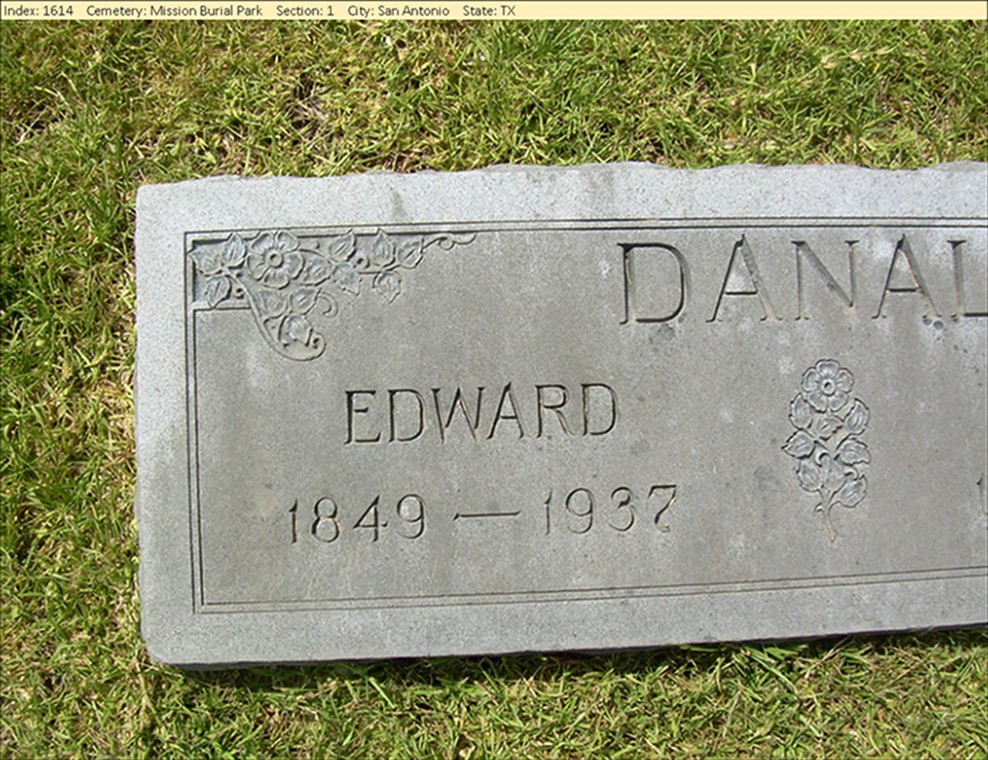 Index: 1614 Cemetery: Mission Burial Park Section: 1 City: San Antonio State: TX
DANAL
EDWARD
1849 — 1937